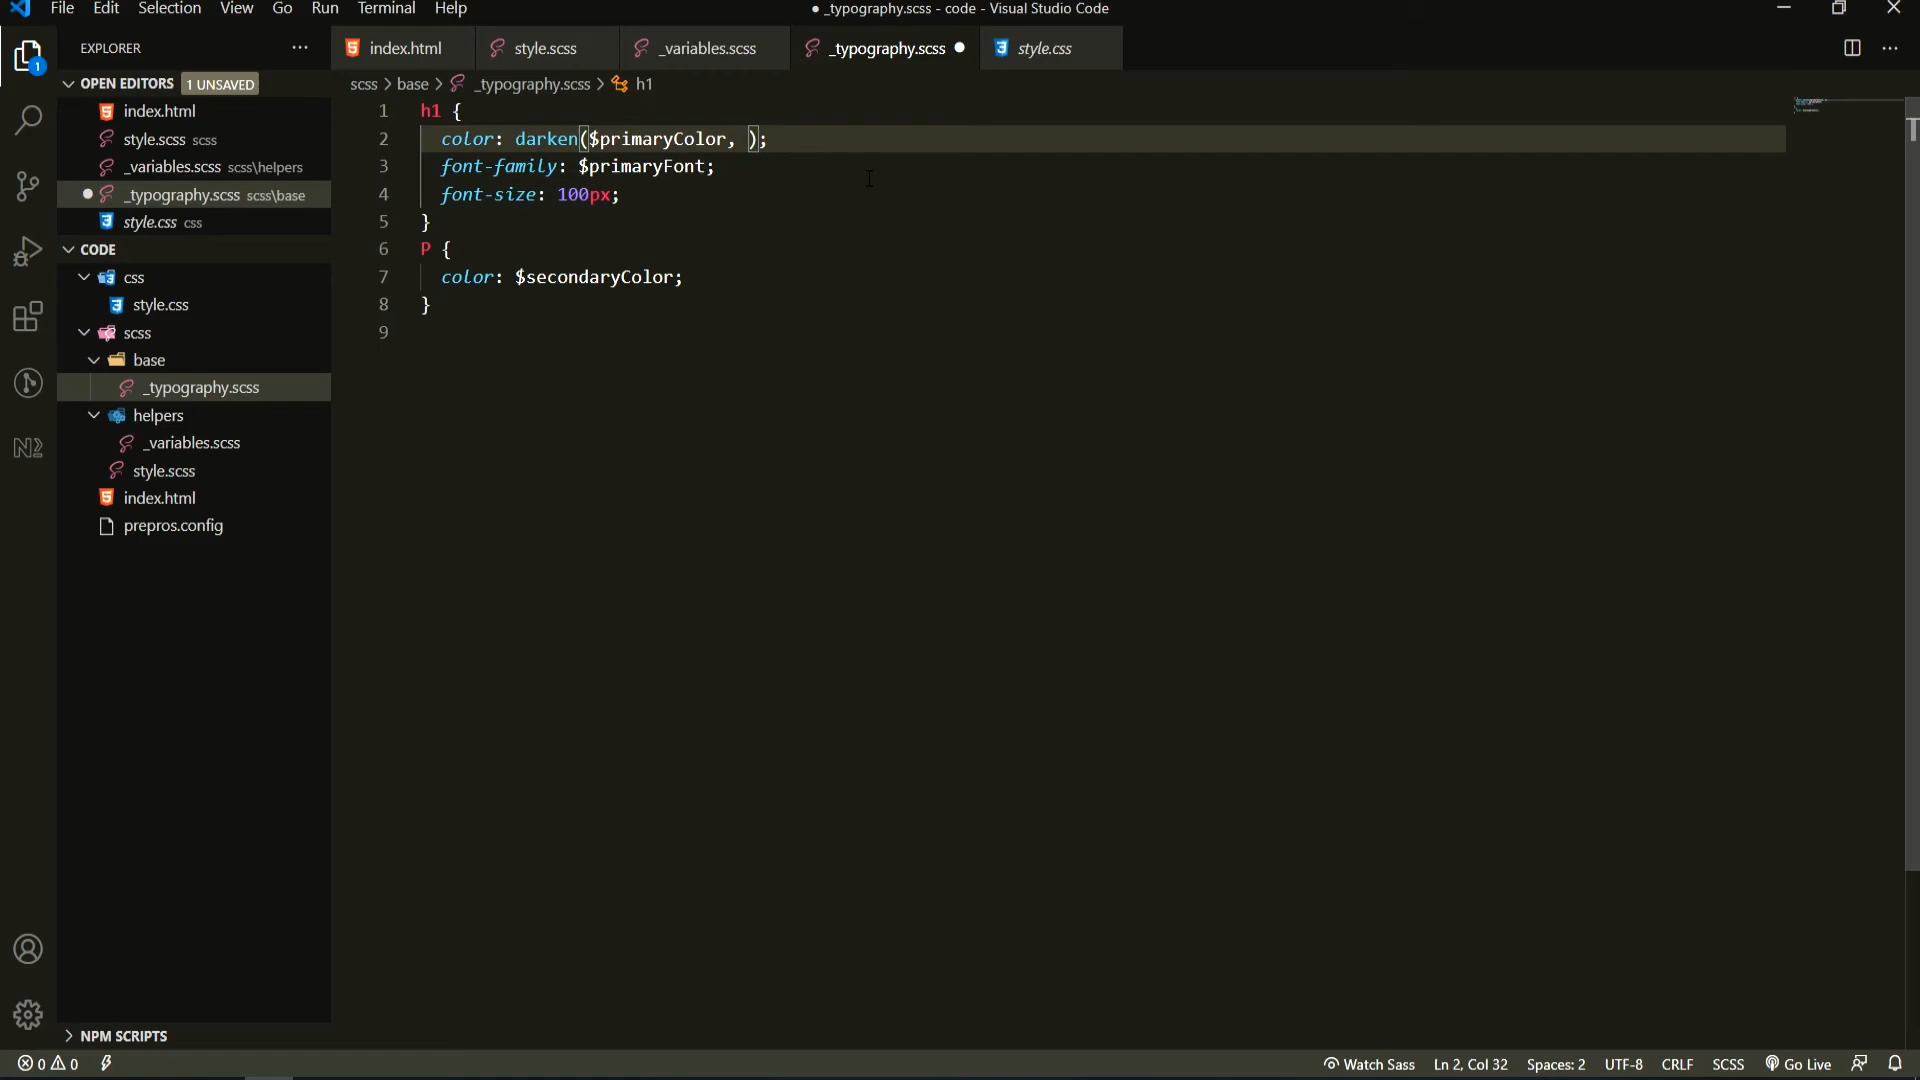 File Edit Selection View Go Run Terminal Help
● _typography.scss - code - Visual Studio Code
EXPLORER
index.html
style.scss
_variables.scss
_typography.scss
style.css
OPEN EDITORS 1 UNSAVED
index.html
style.scss scss
_variables.scss scss\helpers
_typography.scss scss\base
style.css css
CODE
css
style.css
scss
base
_typography.scss
helpers
_variables.scss
style.scss
index.html
prepros.config
NPM SCRIPTS
scss > base > _typography.scss > h1
1 h1 {
2 color: darken($primaryColor, );
3 font-family: $primaryFont;
4 font-size: 100px;
5 }
6 P {
7 color: $secondaryColor;
8 }
9
1
0 0
Watch Sass Ln 2, Col 32 Spaces: 2 UTF-8 CRLF SCSS Go Live